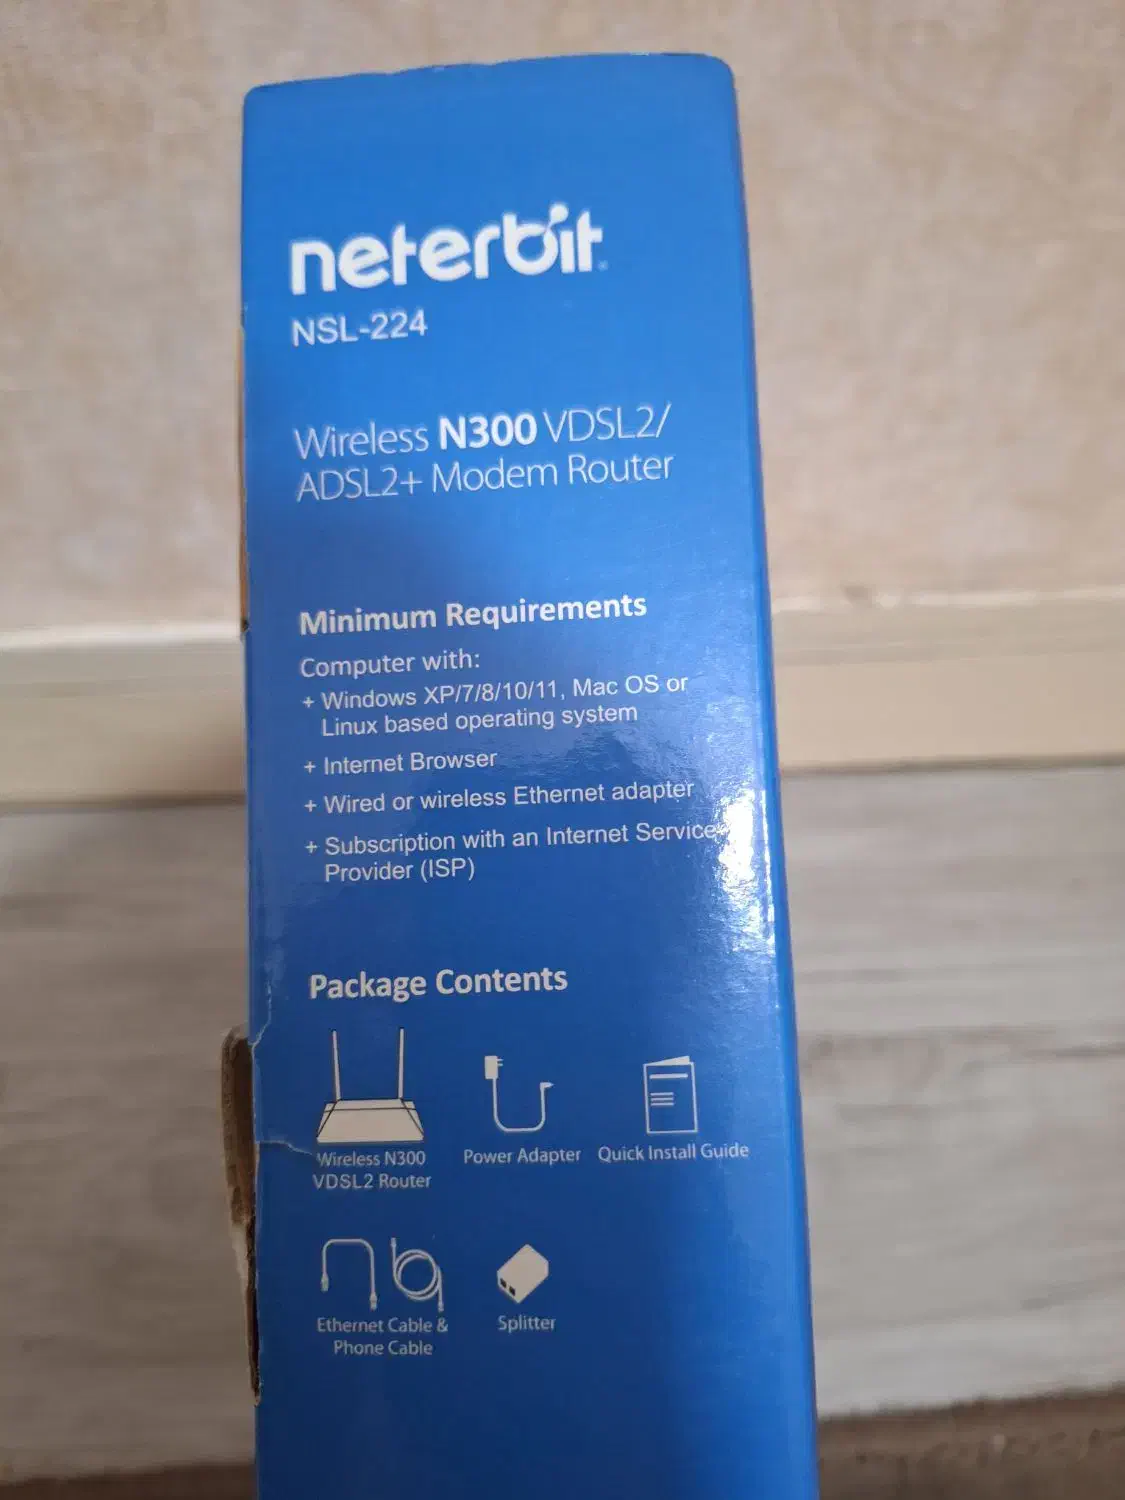 neterbit
NSL-224
Wireless N300 VDSL2/
ADSL2+ Modem Router
Minimum Requirements
Computer with:
+ Windows XP/7/8/10/11, Mac OS or
Linux based operating system
+ Internet Browser
+ Wired or wireless Ethernet adapter
+ Subscription with an Internet Service
Provider (ISP)
Package Contents
Wireless N300
VDSL2 Router
Power Adapter
Quick Install Guide
Ethernet Cable &
Phone Cable
Splitter